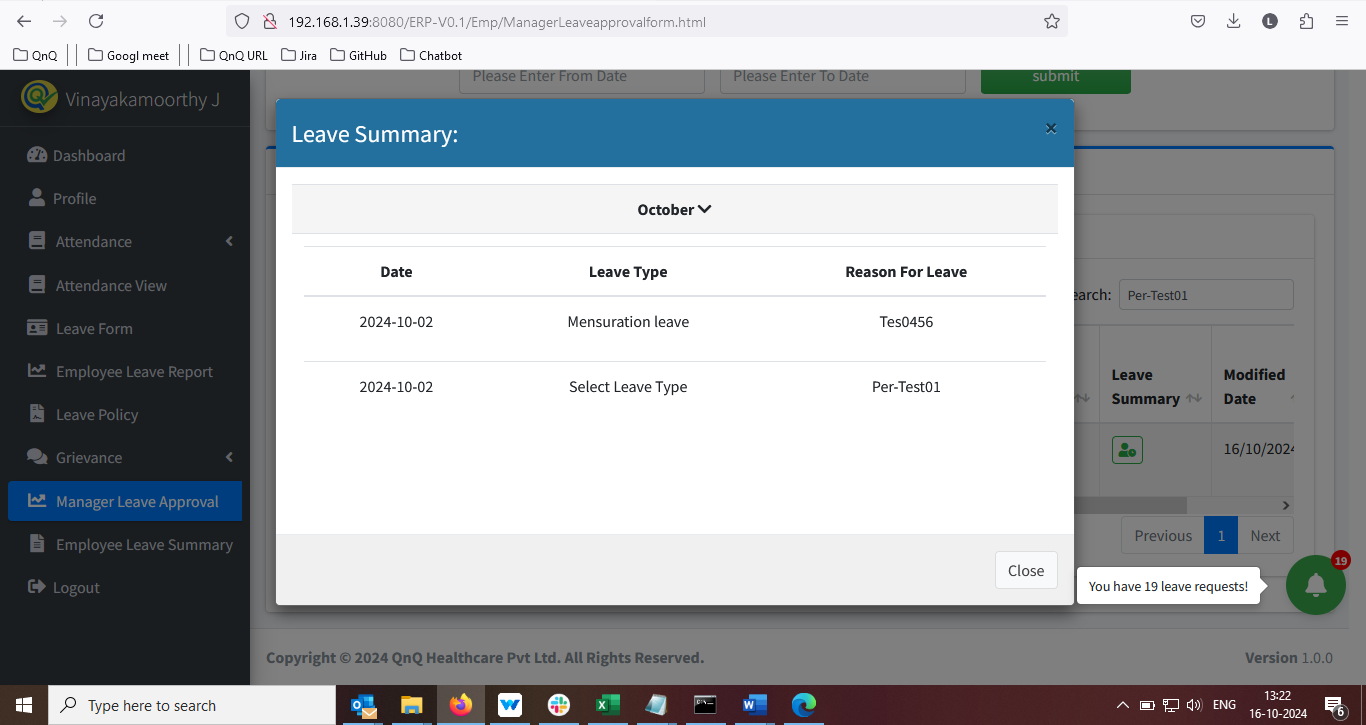 192.168.1.39:8080/ERP-V0.1/Emp/ManagerLeaveapprovalform.html
L
QnQ
Googl meet
QnQ URL
Jira
GitHub
Chatbot
Vinayakamoorthy J
Dashboard
Profile
Attendance
Attendance View
Leave Form
Employee Leave Report
Leave Policy
Grievance
Manager Leave Approval
Employee Leave Summary
Logout
Please Enter From Date
Please Enter To Date
submit
Leave Summary:
×
October
Date Leave Type Reason For Leave
2024-10-02 Mensuration leave Tes0456
2024-10-02 Select Leave Type Per-Test01
Close
earch:
Per-Test01
Leave
Summary
Modified
Date
16/10/2024
Previous 1 Next
19
You have 19 leave requests!
Copyright © 2024 QnQ Healthcare Pvt Ltd. All Rights Reserved.
Version 1.0.0
Type here to search
ENG
13:22
16-10-2024
6